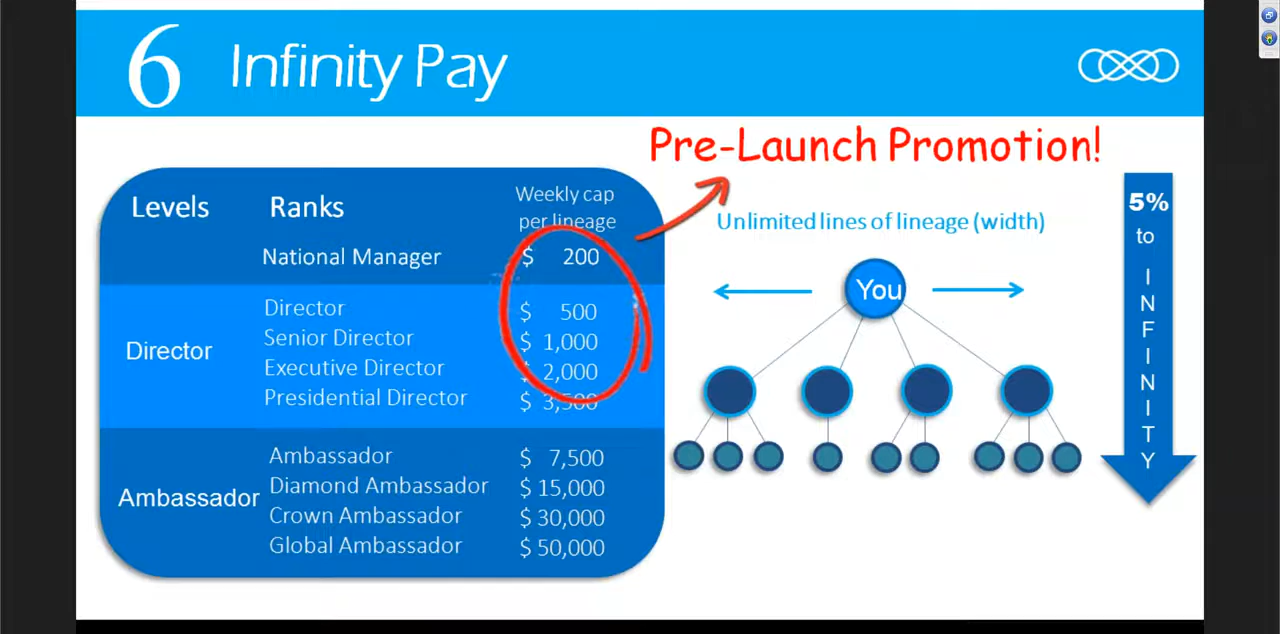 6 Infinity Pay
Pre-Launch Promotion!
Levels Ranks Weekly cap
per lineage
National Manager $ 200
Director
Director $ 500
Senior Director $ 1,000
Executive Director $ 2,000
Presidential Director $ 3,500
Ambassador
Ambassador $ 7,500
Diamond Ambassador $ 15,000
Crown Ambassador $ 30,000
Global Ambassador $ 50,000
Unlimited lines of lineage (width)
You
5%
to
I
N
F
I
N
I
T
Y